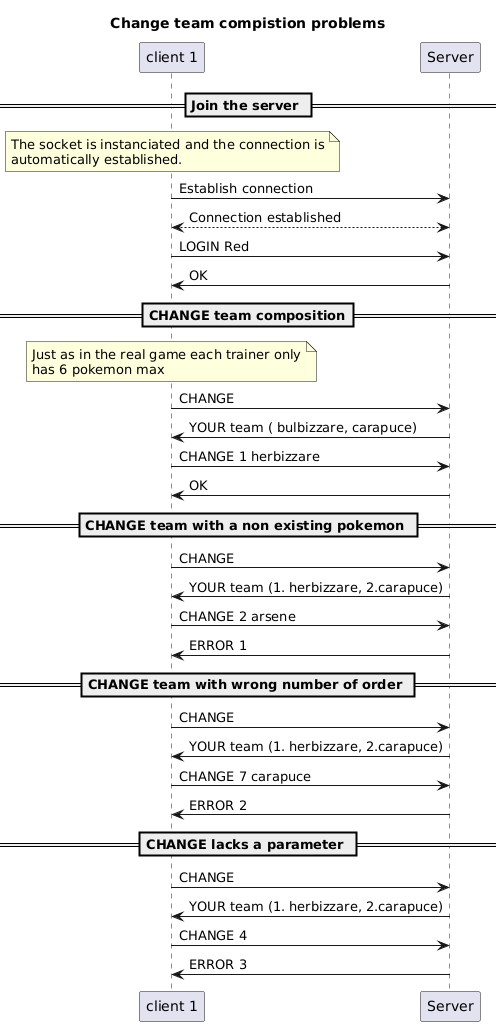 Change team compistion problems
client 1
Server
Join the server
The socket is instanciated and the connection is
automatically established.
Establish connection
Connection established
LOGIN Red
OK
CHANGE team composition
Just as in the real game each trainer only
has 6 pokemon max
CHANGE
YOUR team ( bulbizzare, carapuce)
CHANGE 1 herbizzare
OK
CHANGE team with a non existing pokemon
CHANGE
YOUR team (1. herbizzare, 2.carapuce)
CHANGE 2 arsene
ERROR 1
CHANGE team with wrong number of order
CHANGE
YOUR team (1. herbizzare, 2.carapuce)
CHANGE 7 carapuce
ERROR 2
CHANGE lacks a parameter
CHANGE
YOUR team (1. herbizzare, 2.carapuce)
CHANGE 4
ERROR 3
client 1
Server